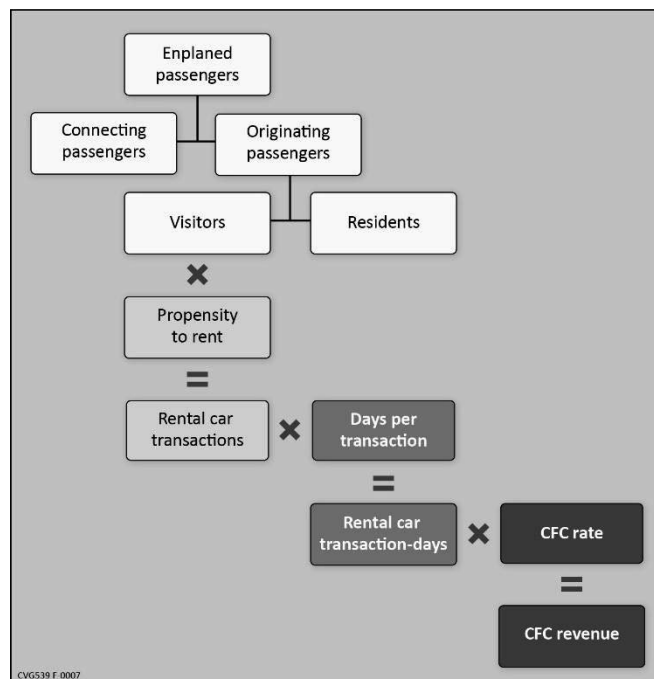 Enplaned
passengers
Connecting
passengers
Originating
passengers
Visitors
Residents
Propensity
to rent
Rental car
transactions
Days per
transaction
Rental car
transaction-days
CFC rate
CFC revenue
CVG539 F 0007